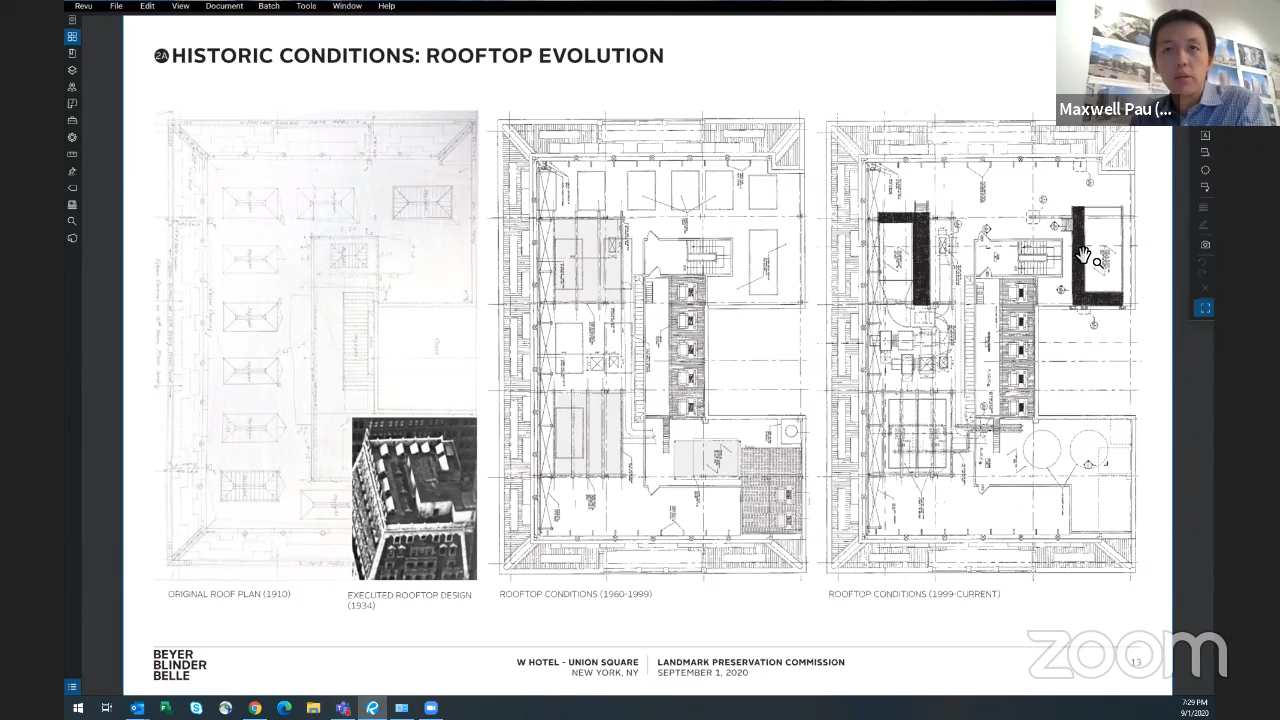 Revu File Edit View Document Batch Tools Window Help
2A HISTORIC CONDITIONS: ROOFTOP EVOLUTION
Maxwell Pau (...
ORIGINAL ROOF PLAN (1910)
EXECUTED ROOFTOP DESIGN
(1934)
ROOFTOP CONDITIONS (1960-1999)
ROOFTOP CONDITIONS (1999-CURRENT)
BEYER
BLINDER
BELLE
W HOTEL - UNION SQUARE
NEW YORK, NY
LANDMARK PRESERVATION COMMISSION
SEPTEMBER 1, 2020
13
zoom
7:29 PM
9/1/2020